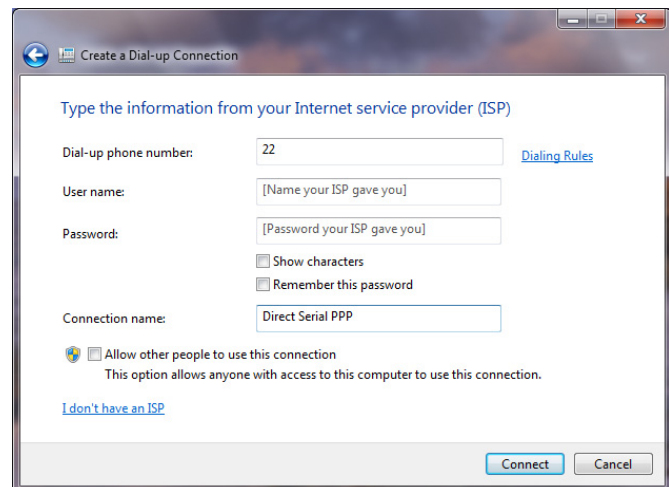 Create a Dial-up Connection
Type the information from your Internet service provider (ISP)
Dial-up phone number: 22 Dialing Rules
User name: [Name your ISP gave you]
Password: [Password your ISP gave you]
Show characters
Remember this password
Connection name: Direct Serial PPP
Allow other people to use this connection
This option allows anyone with access to this computer to use this connection.
I don't have an ISP
Connect Cancel